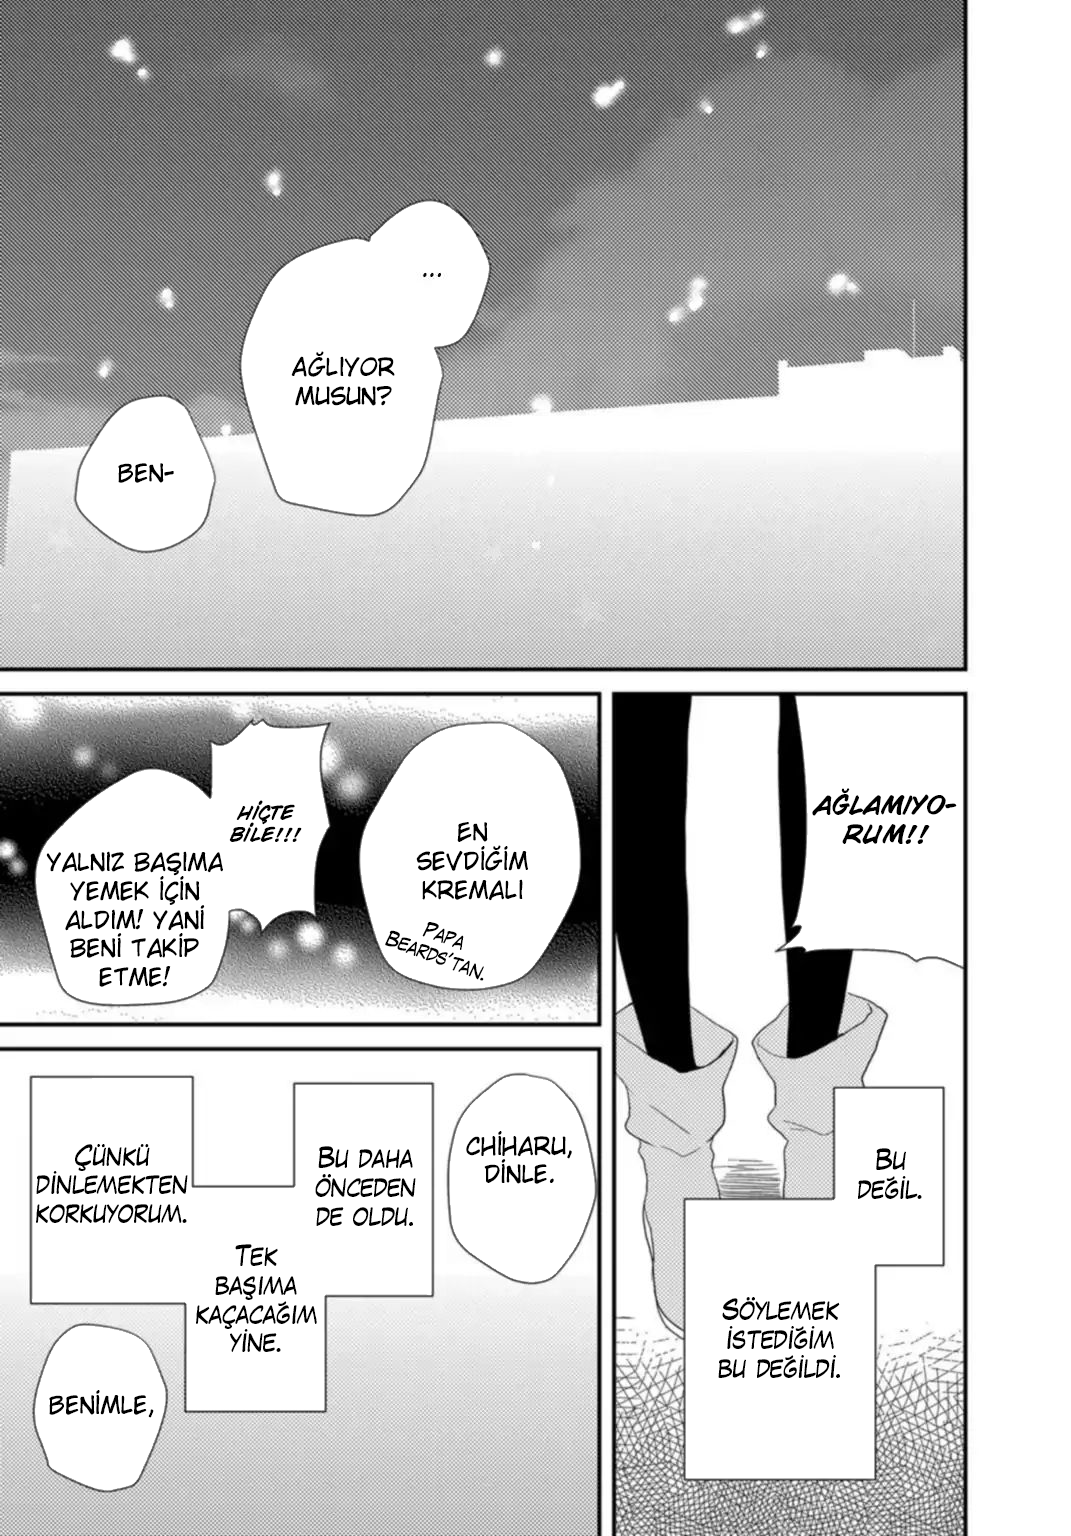 ...
AĞLIYOR
MUSUN?
BEN-
AĞLAMIYO-
RUM!!
BU
DEĞİL.
SÖYLEMEK
İSTEDİĞİM
BU DEĞİLDİ.
EN
SEVDİĞİM
KREMALI
PAPA
BEARDS'TAN.
HİÇTE
BİLE!!!
YALNIZ BAŞIMA
YEMEK İÇİN
ALDIM! YANİ
BENİ TAKİP
ETME!
CHİHARU,
DİNLE.
BU DAHA
ÖNCEDEN
DE OLDU.
TEK
BAŞIMA
KAÇACAĞIM
YİNE.
ÇÜNKÜ
DİNLEMEKTEN
KORKUYORUM.
BENİMLE,